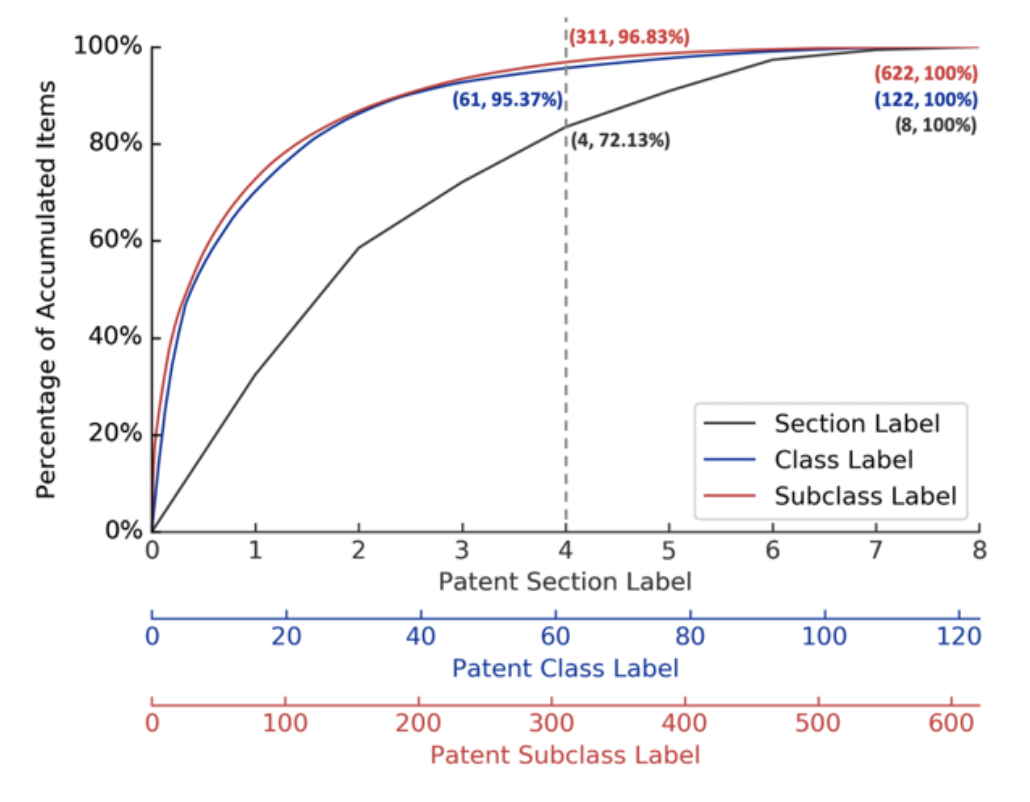 (311, 96.83%)
100%
(622, 100%)
(61, 95.37%)
(122, 100%)
(8, 100%)
80%
(4, 72.13%)
60%
40%
20%
0%
Percentage of Accumulated Items
Section Label
Class Label
Subclass Label
0 1 2 3 4 5 6 7 8
Patent Section Label
0 20 40 60 80 100 120
Patent Class Label
0 100 200 300 400 500 600
Patent Subclass Label